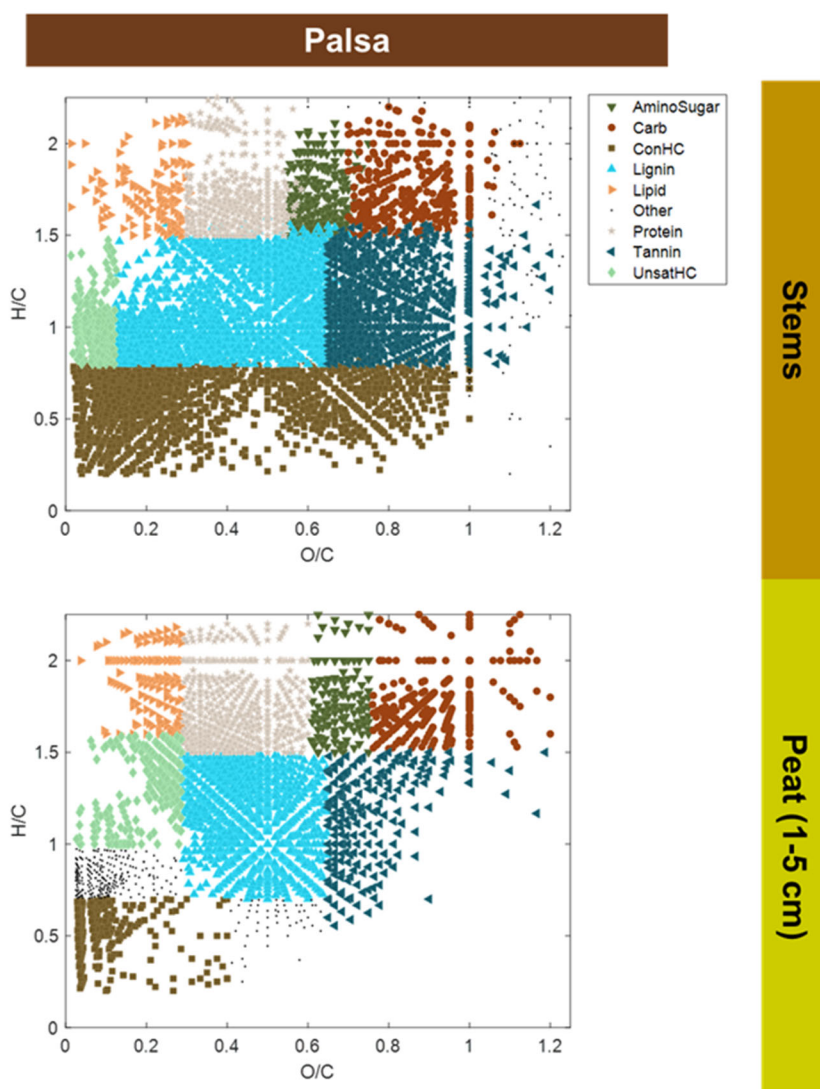 Palsa
AminoSugar
Carb
ConHC
Lignin
Lipid
Other
Protein
Tannin
UnsatHC
2
1.5
1
0.5
0
H/C
0 0.2 0.4 0.6 0.8 1 1.2
O/C
Stems
2
1.5
1
0.5
0
H/C
0 0.2 0.4 0.6 0.8 1 1.2
O/C
Peat (1-5 cm)